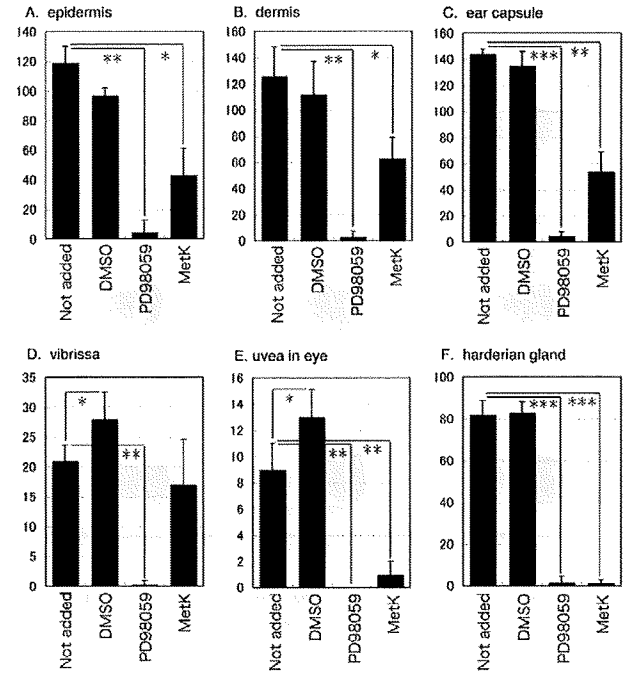 A. epidermis
140
120
100
80
60
40
20
0
** *
Not added
DMSO
PD98059
MetK
B. dermis
160
140
120
100
80
60
40
20
0
** *
Not added
DMSO
PD98059
MetK
C. ear capsule
160
140
120
100
80
60
40
20
0
*** **
Not added
DMSO
PD98059
MetK
D. vibrissa
35
30
25
20
15
10
5
0
*
**
Not added
DMSO
PD98059
MetK
E. uvea in eye
16
14
12
10
8
6
4
2
0
*
** **
Not added
DMSO
PD98059
MetK
F. harderian gland
100
80
60
40
20
0
*** ***
Not added
DMSO
PD98059
MetK